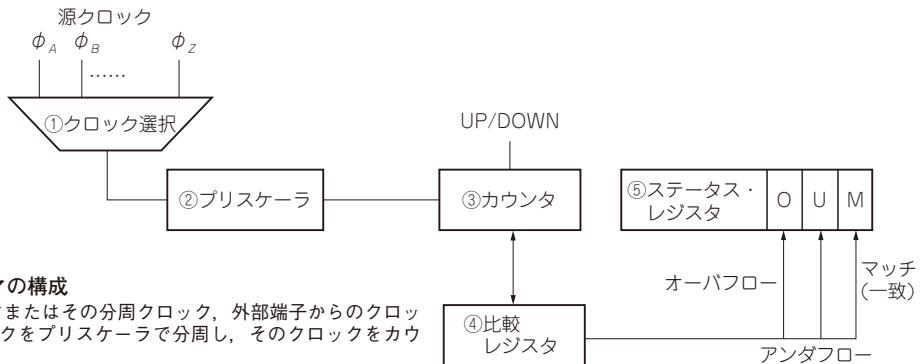 源クロック
φA φB φZ
……
①クロック選択
UP/DOWN
②プリスケーラ
③カウンタ
⑤ステータス・
レジスタ
O U M
オーバフロー
マッチ
(一致)
アンダフロー
④比較
レジスタ
の構成
またはその分周クロック，外部端子からのクロッ
クをプリスケーラで分周し，そのクロックをカウ